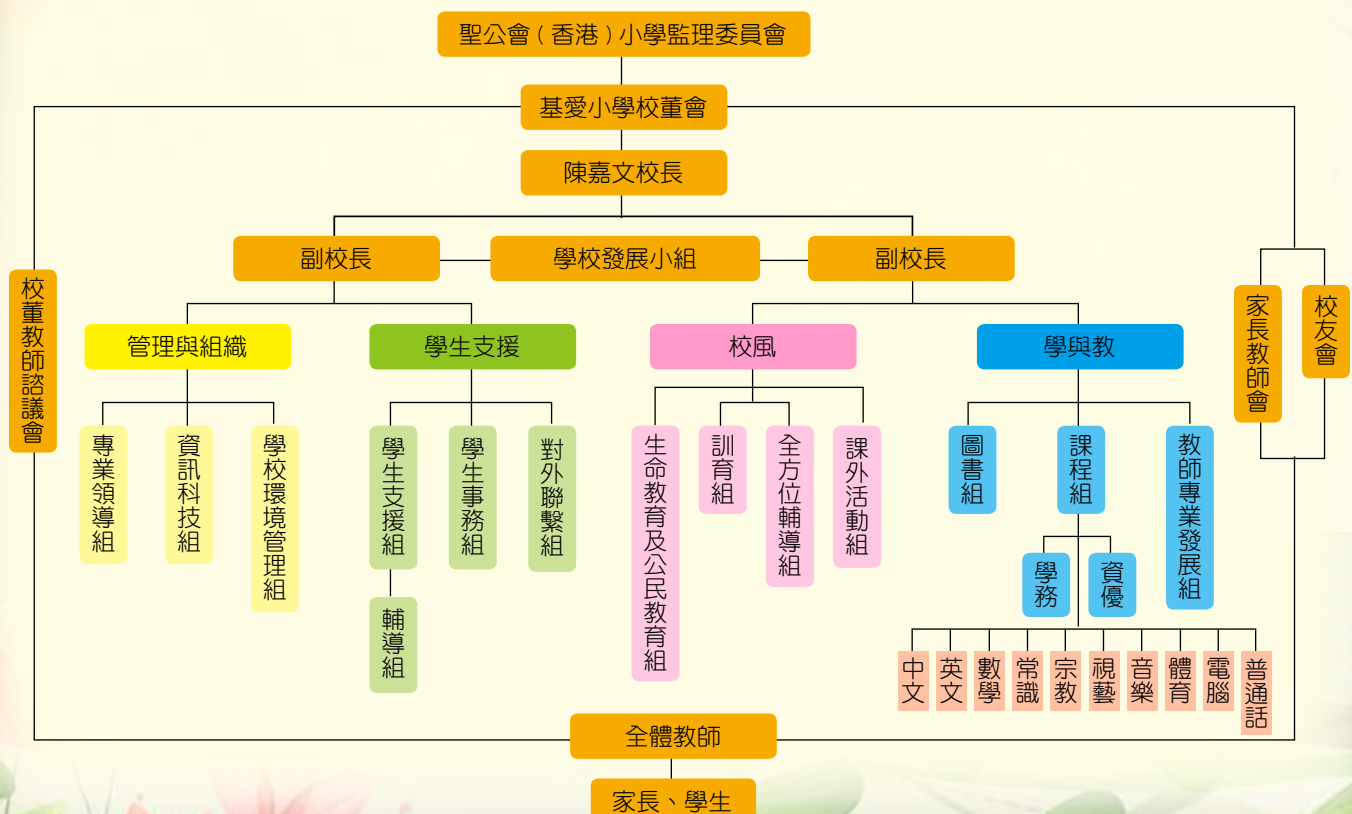 聖公會（香港）小學監理委員會
基愛小學校董會
陳嘉文校長
副校長
學校發展小組
副校長
校董教師諮議會
家長教師會
校友會
管理與組織
學生支援
校風
學與教
專業領導組
資訊科技組
學校環境管理組
學生支援組
學生事務組
對外聯繫組
輔導組
生命教育及公民教育組
訓育組
全方位輔導組
課外活動組
圖書組
課程組
教師專業發展組
學務
資優
中文
英文
數學
常識
宗教
視藝
音樂
體育
電腦
普通話
全體教師
家長、學生